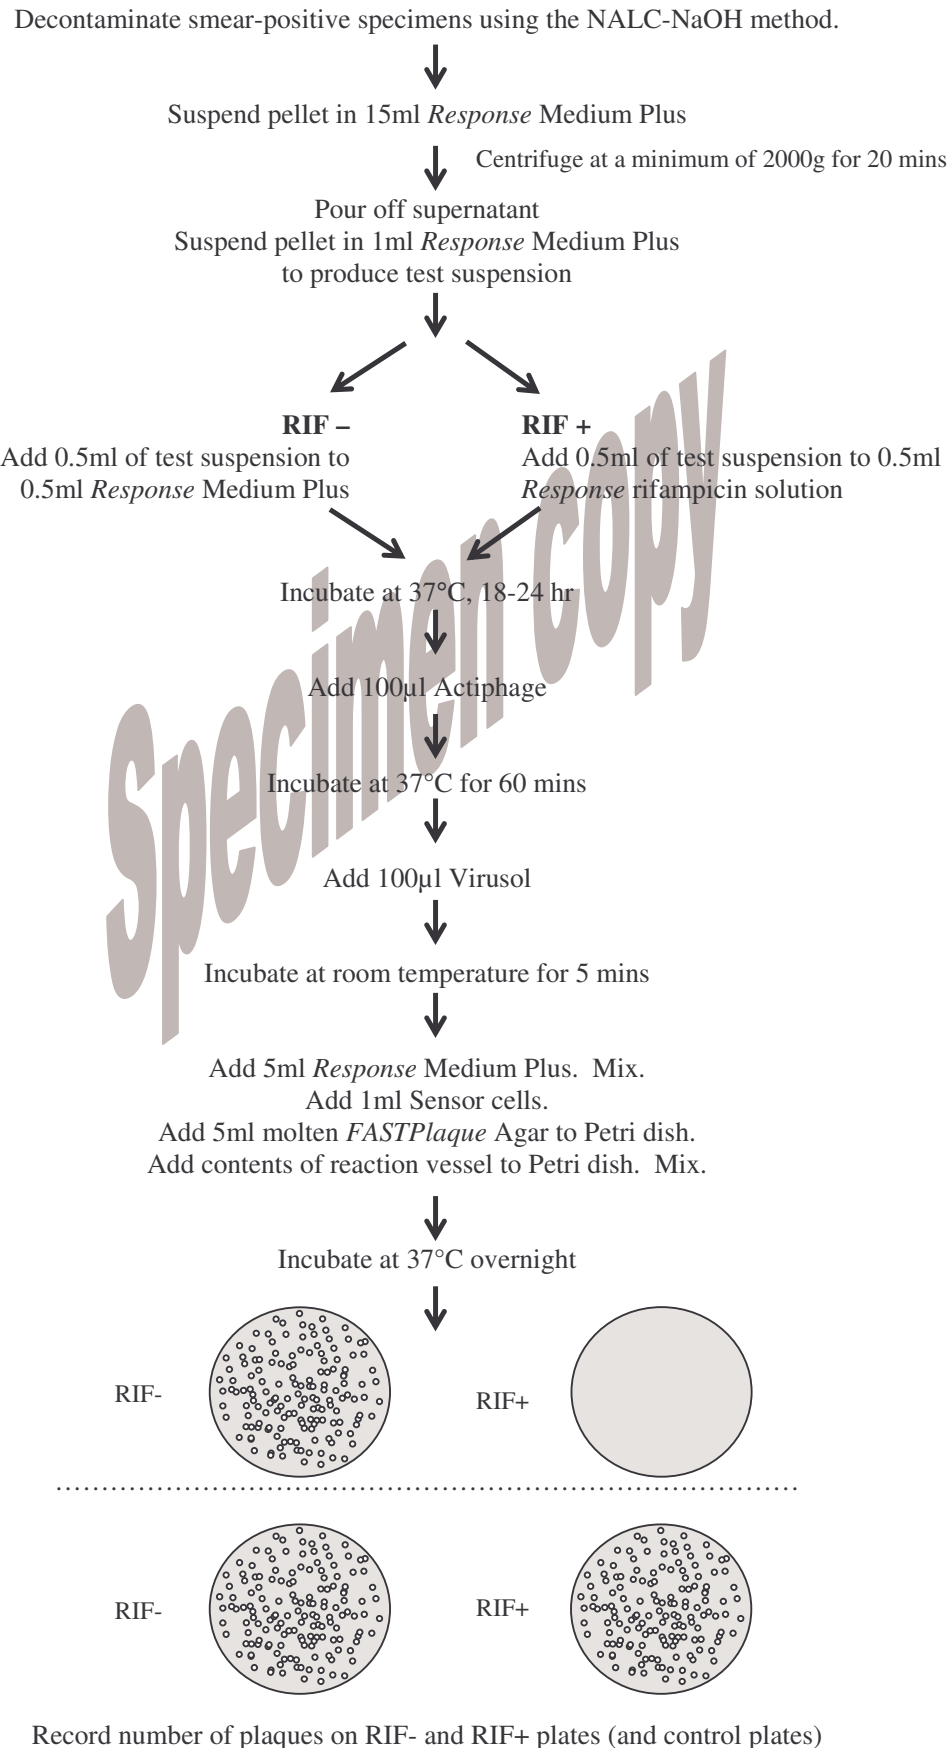 Decontaminate smear-positive specimens using the NALC-NaOH method.
Suspend pellet in 15ml Response Medium Plus
Centrifuge at a minimum of 2000g for 20 mins
Pour off supernatant
Suspend pellet in 1ml Response Medium Plus
to produce test suspension
RIF –
Add 0.5ml of test suspension to
0.5ml Response Medium Plus
RIF +
Add 0.5ml of test suspension to 0.5ml
Response rifampicin solution
Incubate at 37°C, 18-24 hr
Add 100µl Actiphage
Incubate at 37°C for 60 mins
Add 100µl Virusol
Incubate at room temperature for 5 mins
Add 5ml Response Medium Plus.  Mix.
Add 1ml Sensor cells.
Add 5ml molten FASTPlaque Agar to Petri dish.
Add contents of reaction vessel to Petri dish.  Mix.
Incubate at 37°C overnight
RIF-
RIF+
RIF-
RIF+
Record number of plaques on RIF- and RIF+ plates (and control plates)
Specimen copy